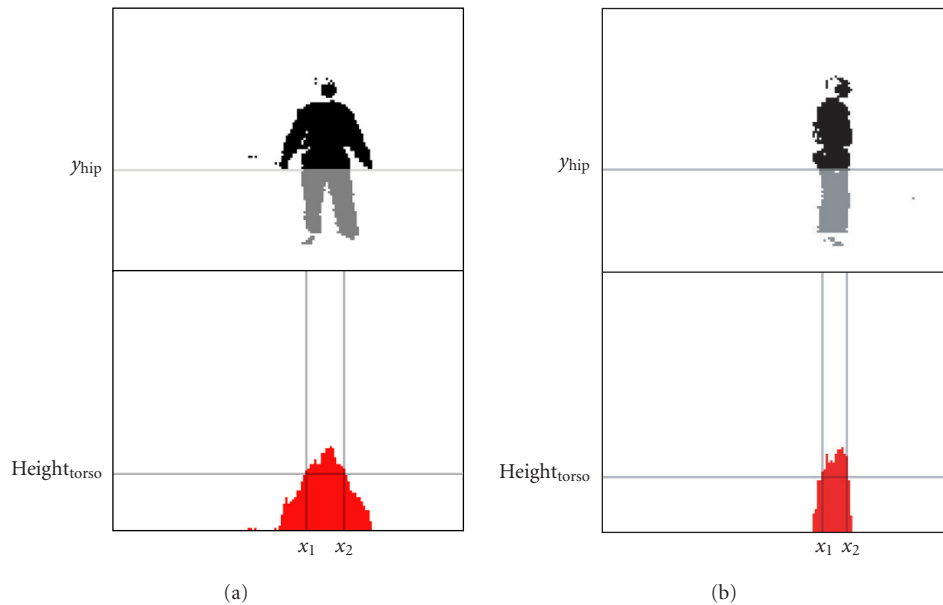 y_hip
y_hip
Height_torso
Height_torso
x_1 x_2
x_1 x_2
(a)
(b)